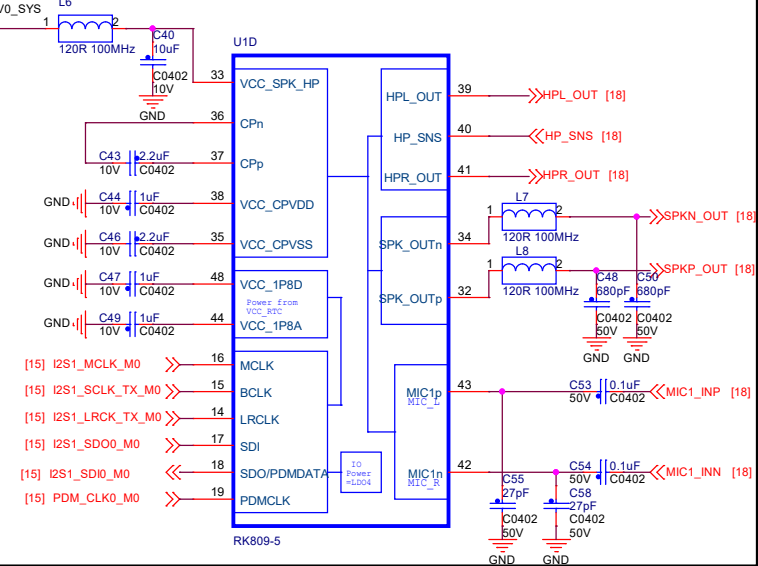 V0_SYS
L6
1
2
120R 100MHz
C40
10uF
C0402
10V
GND
U1D
33
VCC_SPK_HP
36
CPn
C43
2.2uF
37
CPp
10V
C0402
GND
C44
1uF
38
VCC_CPVDD
10V
C0402
GND
C46
2.2uF
35
VCC_CPVSS
10V
C0402
GND
C47
1uF
48
VCC_1P8D
10V
C0402
Power from
VCC_RTC
GND
C49
1uF
44
VCC_1P8A
10V
C0402
[15] I2S1_MCLK_M0
16
MCLK
[15] I2S1_SCLK_TX_M0
15
BCLK
[15] I2S1_LRCK_TX_M0
14
LRCLK
[15] I2S1_SDO0_M0
17
SDI
[15] I2S1_SDI0_M0
18
SDO/PDMDATA
[15] PDM_CLK0_M0
19
PDMCLK
IO
Power
=LDO4
RK809-5
HPL_OUT
39
HPL_OUT [18]
HP_SNS
40
HP_SNS [18]
HPR_OUT
41
HPR_OUT [18]
SPK_OUTn
34
1
L7
2
120R 100MHz
SPKN_OUT [18]
SPK_OUTp
32
1
L8
2
120R 100MHz
SPKP_OUT [18]
C48
680pF
C0402
50V
GND
C50
680pF
C0402
50V
GND
MIC1p
MIC_L
43
C53
0.1uF
50V
C0402
MIC1_INP [18]
MIC1n
MIC_R
42
C54
0.1uF
50V
C0402
MIC1_INN [18]
C55
27pF
C0402
50V
GND
C58
27pF
C0402
50V
GND